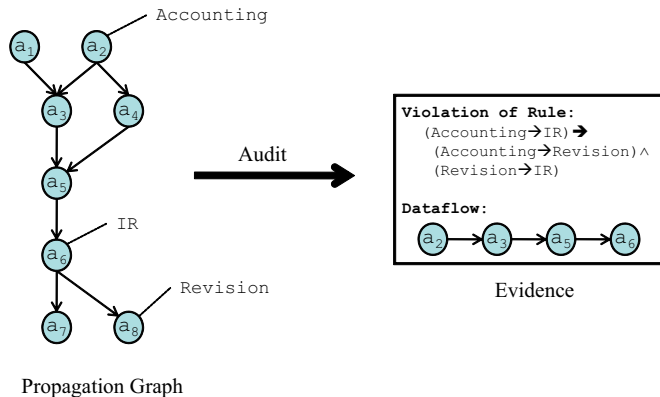 Accounting
a1 a2
a3 a4
a5
IR
a6
Revision
a7 a8
Propagation Graph
Audit
Violation of Rule:
(Accounting→IR)➔
(Accounting→Revision)∧
(Revision→IR)
Dataflow:
a2 a3 a5 a6
Evidence